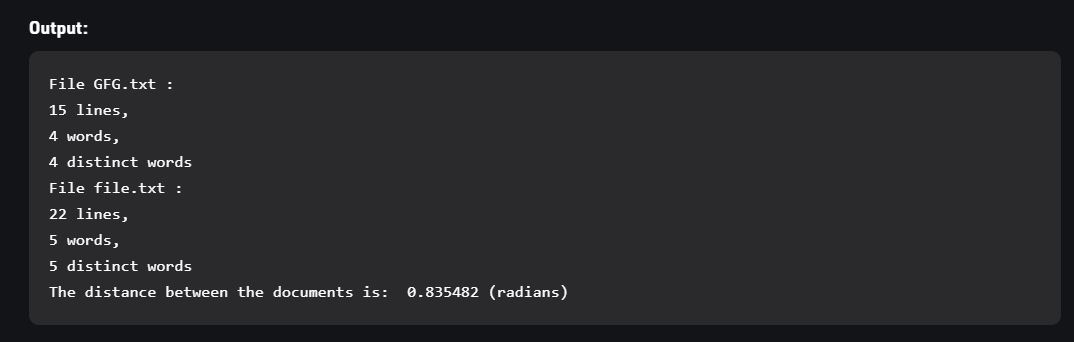 Output:
File GFG.txt :
15 lines,
4 words,
4 distinct words
File file.txt :
22 lines,
5 words,
5 distinct words
The distance between the documents is:  0.835482 (radians)